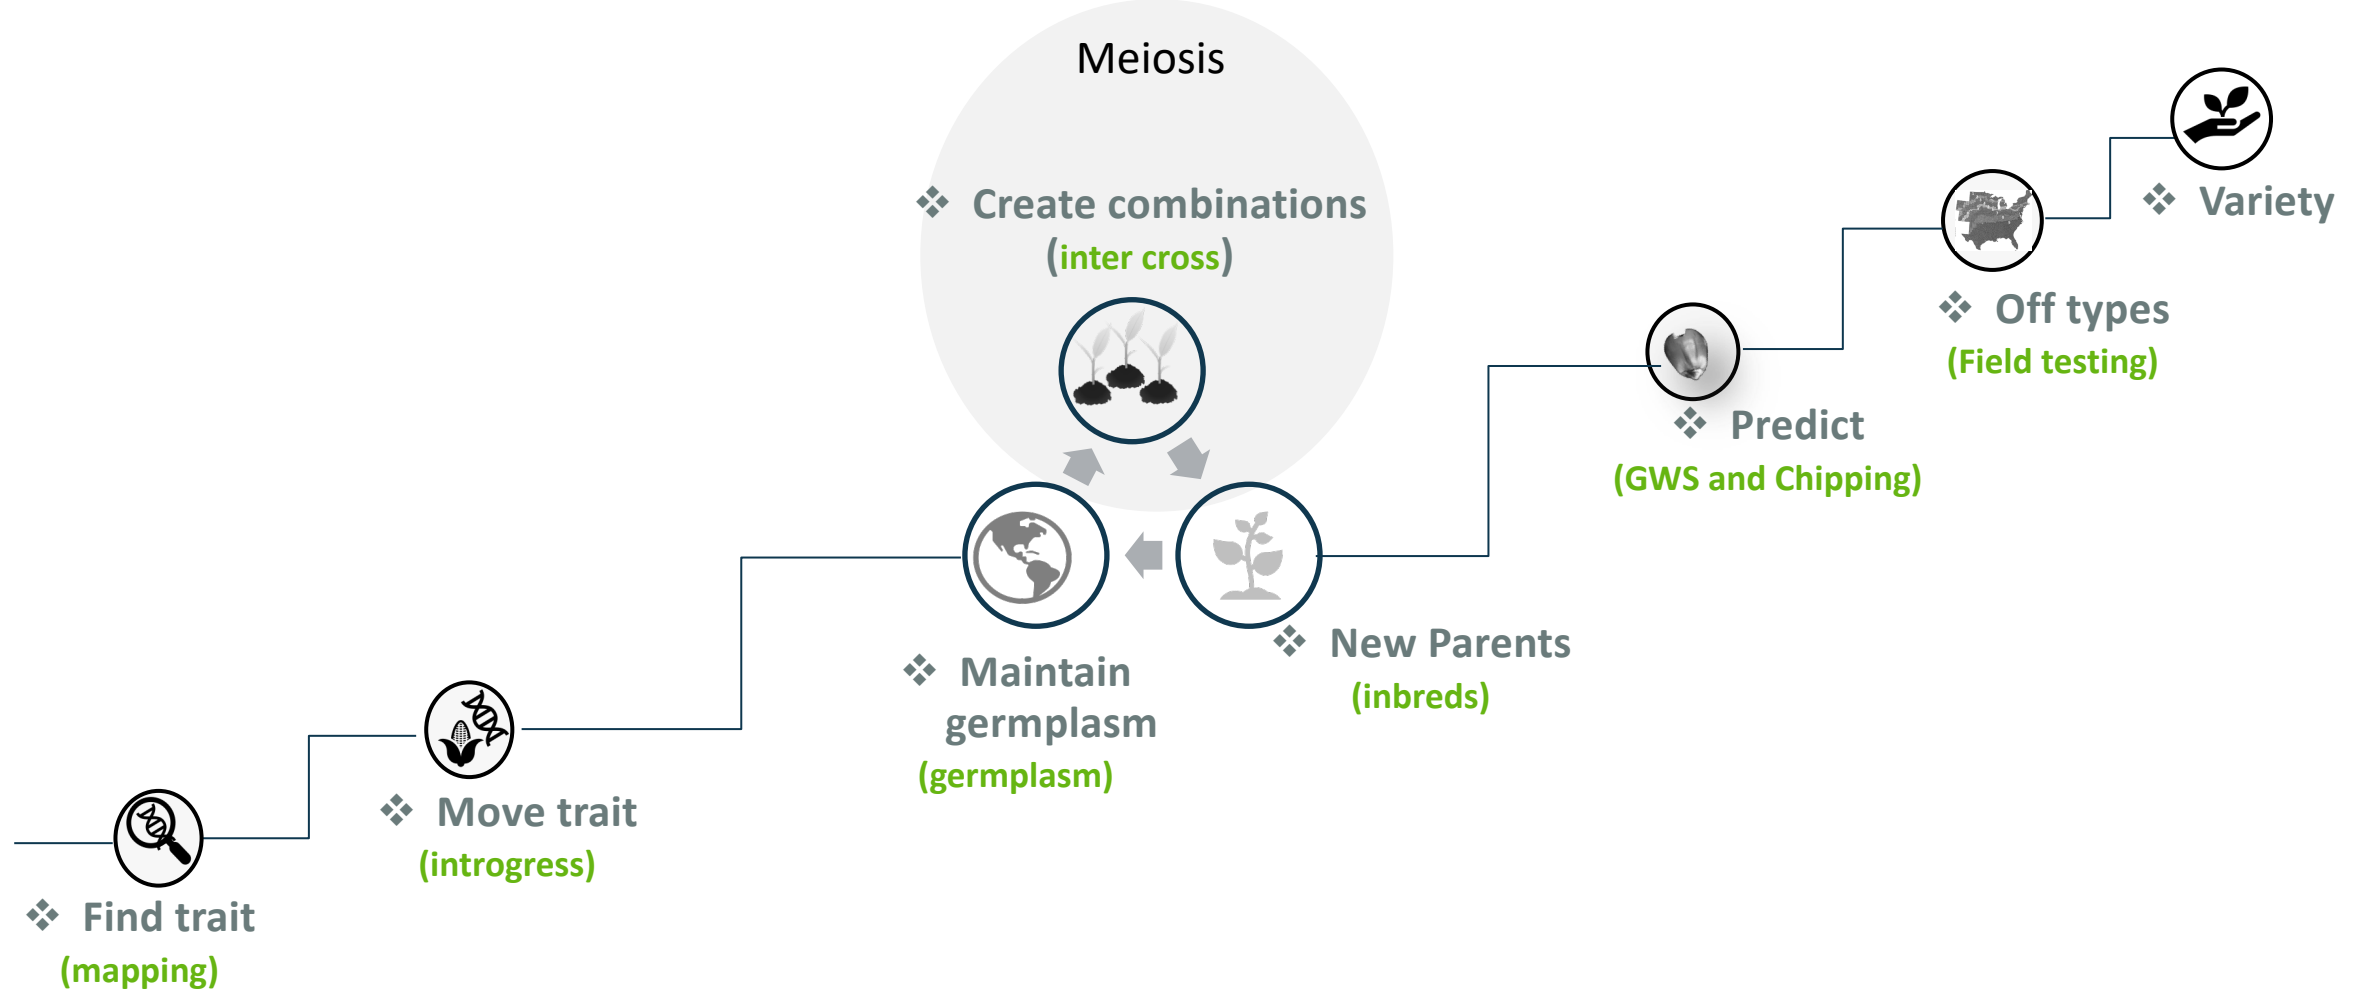 Meiosis
❖ Create combinations
(inter cross)
❖ Variety
❖ Off types
(Field testing)
❖ Predict
(GWS and Chipping)
❖ New Parents
(inbreds)
❖ Maintain
germplasm
(germplasm)
❖ Move trait
(introgress)
❖ Find trait
(mapping)